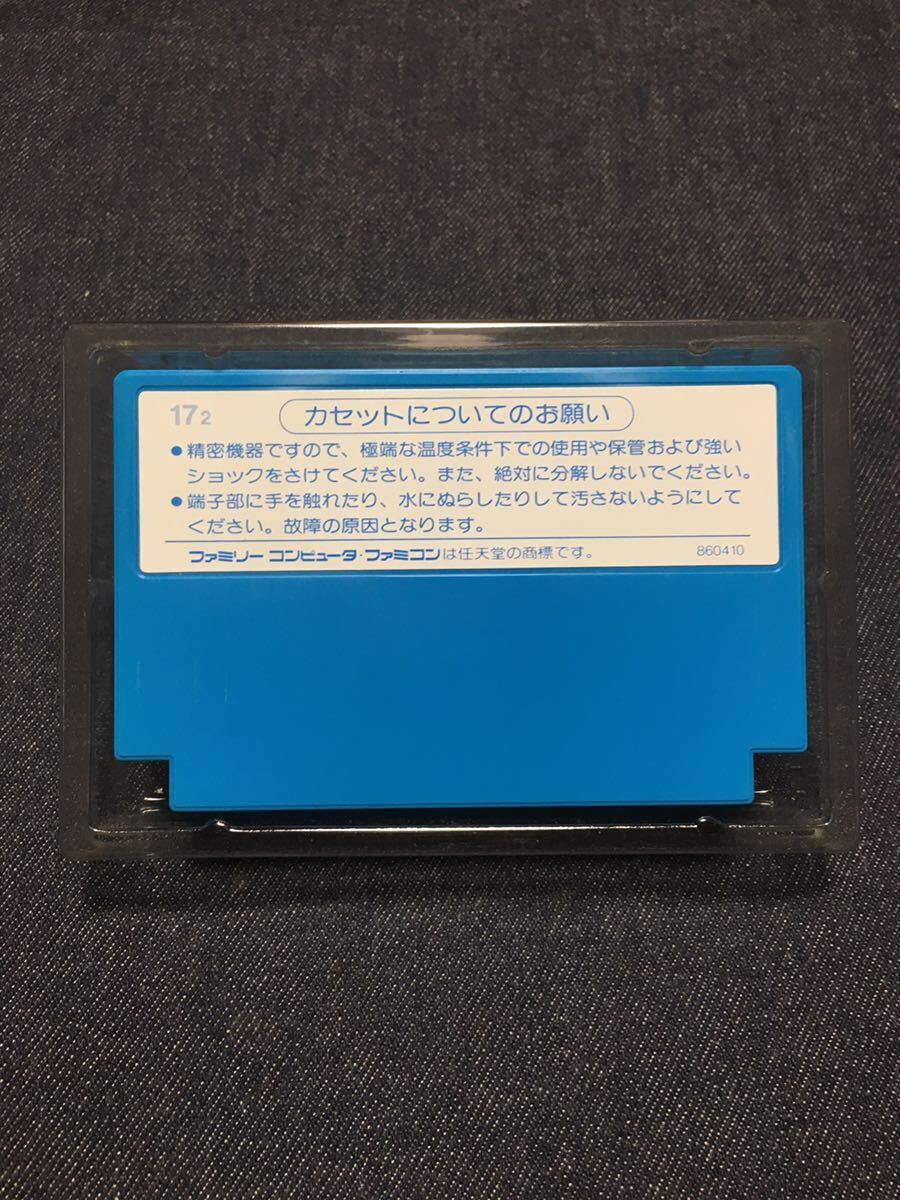 17 2
カセットについてのお願い
●精密機器ですので、極端な温度条件下での使用や保管および強い
ショックをさけてください。また、絶対に分解しないでください。
●端子部に手を触れたり、水にぬらしたりして汚さないようにして
ください。故障の原因となります。
ファミリー コンピュータ・ファミコンは任天堂の商標です。 860410